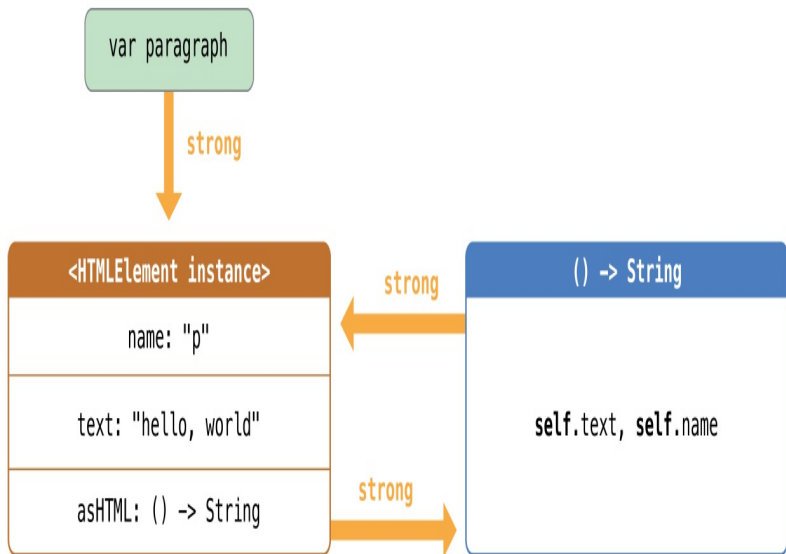 var paragraph
strong
<HTMLElement instance>
name: "p"
text: "hello, world"
asHTML: () -> String
strong
strong
() -> String
self.text, self.name